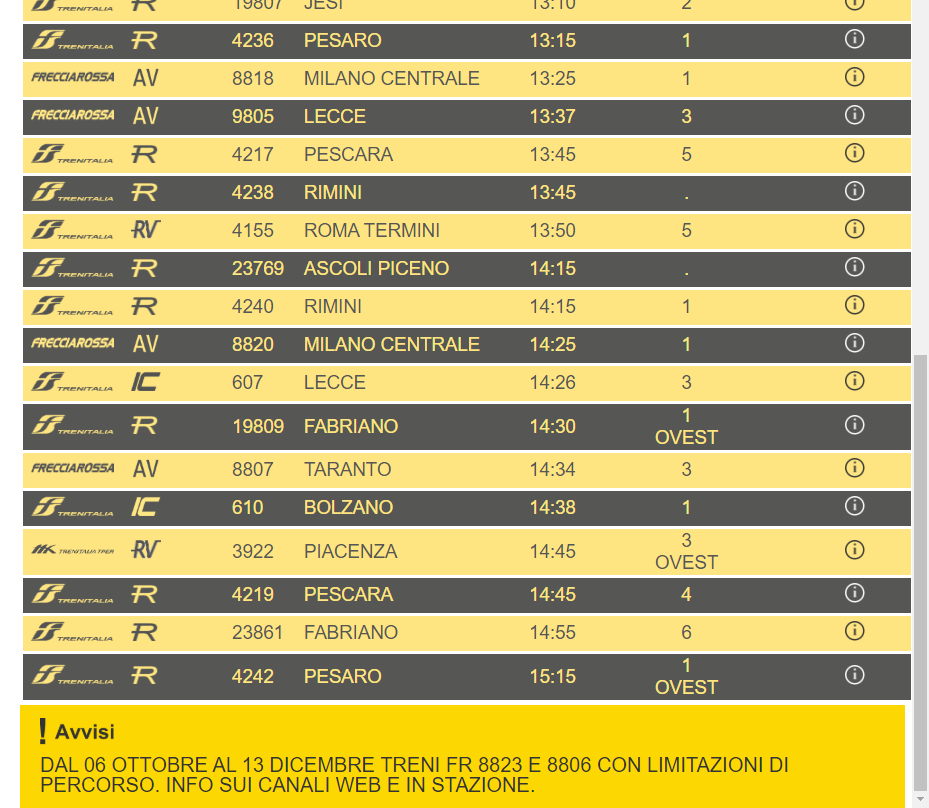 TRENITALIA R 19807 JESI 13:10 2
TRENITALIA R 4236 PESARO 13:15 1
FRECCIAROSSA AV 8818 MILANO CENTRALE 13:25 1
FRECCIAROSSA AV 9805 LECCE 13:37 3
TRENITALIA R 4217 PESCARA 13:45 5
TRENITALIA R 4238 RIMINI 13:45 .
TRENITALIA RV 4155 ROMA TERMINI 13:50 5
TRENITALIA R 23769 ASCOLI PICENO 14:15 .
TRENITALIA R 4240 RIMINI 14:15 1
FRECCIAROSSA AV 8820 MILANO CENTRALE 14:25 1
TRENITALIA IC 607 LECCE 14:26 3
TRENITALIA R 19809 FABRIANO 14:30 1
OVEST
FRECCIAROSSA AV 8807 TARANTO 14:34 3
TRENITALIA IC 610 BOLZANO 14:38 1
TRENITALIA TPER RV 3922 PIACENZA 14:45 3
OVEST
TRENITALIA R 4219 PESCARA 14:45 4
TRENITALIA R 23861 FABRIANO 14:55 6
TRENITALIA R 4242 PESARO 15:15 1
OVEST
! Avvisi
DAL 06 OTTOBRE AL 13 DICEMBRE TRENI FR 8823 E 8806 CON LIMITAZIONI DI
PERCORSO. INFO SUI CANALI WEB E IN STAZIONE.